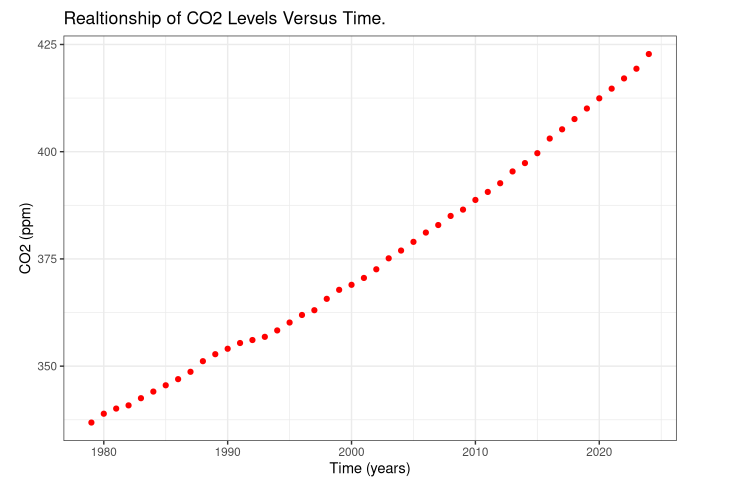 Realtionship of CO2 Levels Versus Time.
425
400
375
350
CO2 (ppm)
1980 1990 2000 2010 2020
Time (years)